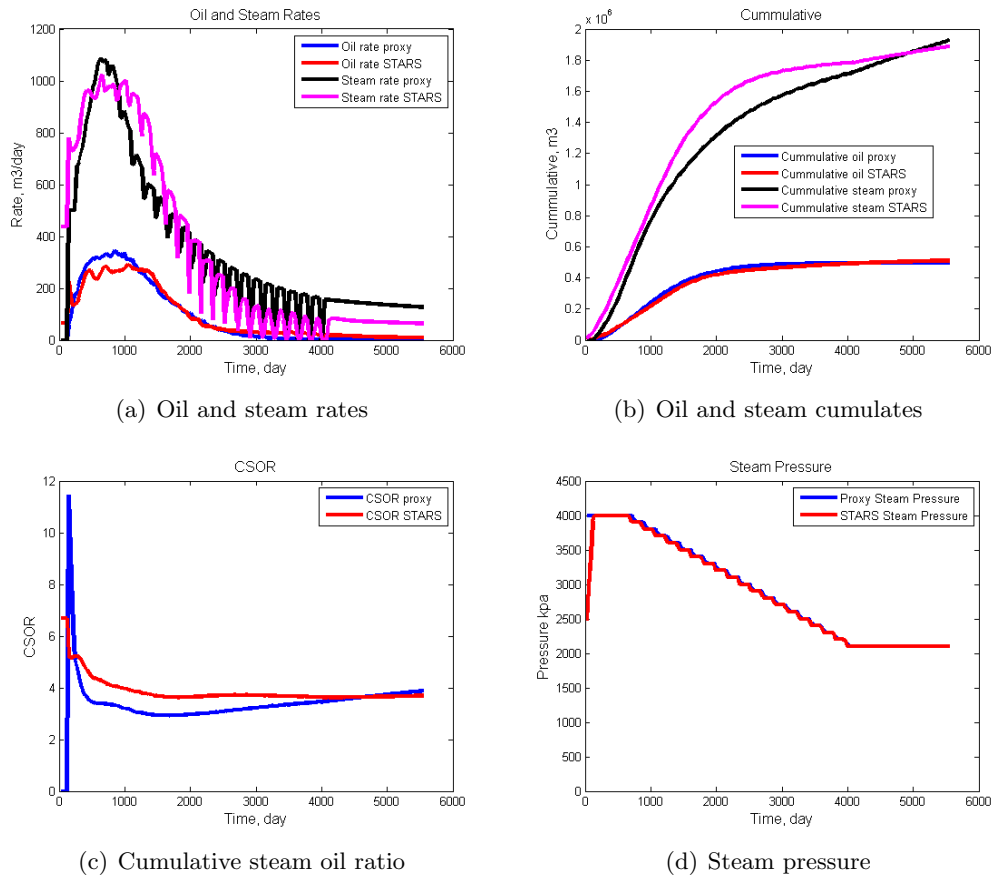 Oil and Steam Rates
1200
1000
800
600
400
200
0
Rate, m3/day
0 1000 2000 3000 4000 5000 6000
Time, day
Oil rate proxy
Oil rate STARS
Steam rate proxy
Steam rate STARS
(a) Oil and steam rates
Cummulative
x 10^6
2
1.8
1.6
1.4
1.2
1
0.8
0.6
0.4
0.2
0
Cummulative, m3
0 1000 2000 3000 4000 5000 6000
Time, day
Cummulative oil proxy
Cummulative oil STARS
Cummulative steam proxy
Cummulative steam STARS
(b) Oil and steam cumulates
CSOR
12
10
8
6
4
2
0
CSOR
0 1000 2000 3000 4000 5000 6000
Time, day
CSOR proxy
CSOR STARS
(c) Cumulative steam oil ratio
Steam Pressure
4500
4000
3500
3000
2500
2000
1500
1000
500
0
Pressure kpa
0 1000 2000 3000 4000 5000 6000
Time, day
Proxy Steam Pressure
STARS Steam Pressure
(d) Steam pressure